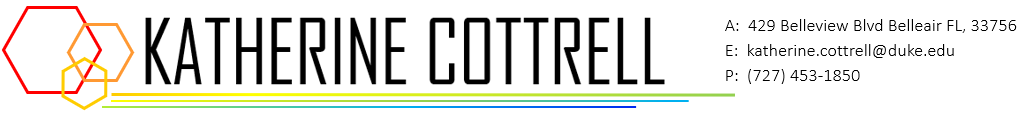 KATHERINE COTTRELL
A: 429 Belleview Blvd Belleair FL, 33756
E: katherine.cottrell@duke.edu
P: (727) 453-1850